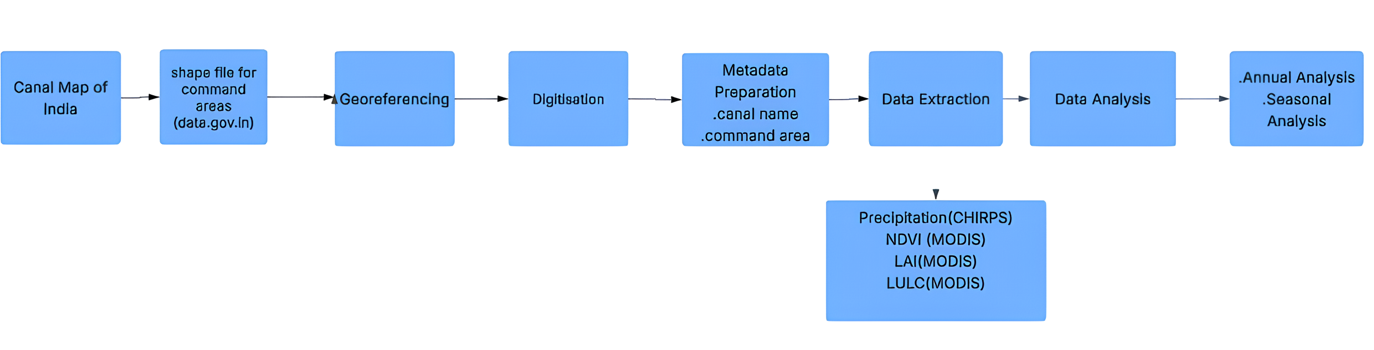 Canal Map of
India
shape file for
command
areas
(data.gov.in)
Georeferencing
Digitisation
Metadata
Preparation
.canal name
.command area
Data Extraction
Data Analysis
.Annual Analysis
.Seasonal
Analysis
Precipitation(CHIRPS)
NDVI (MODIS)
LAI(MODIS)
LULC(MODIS)